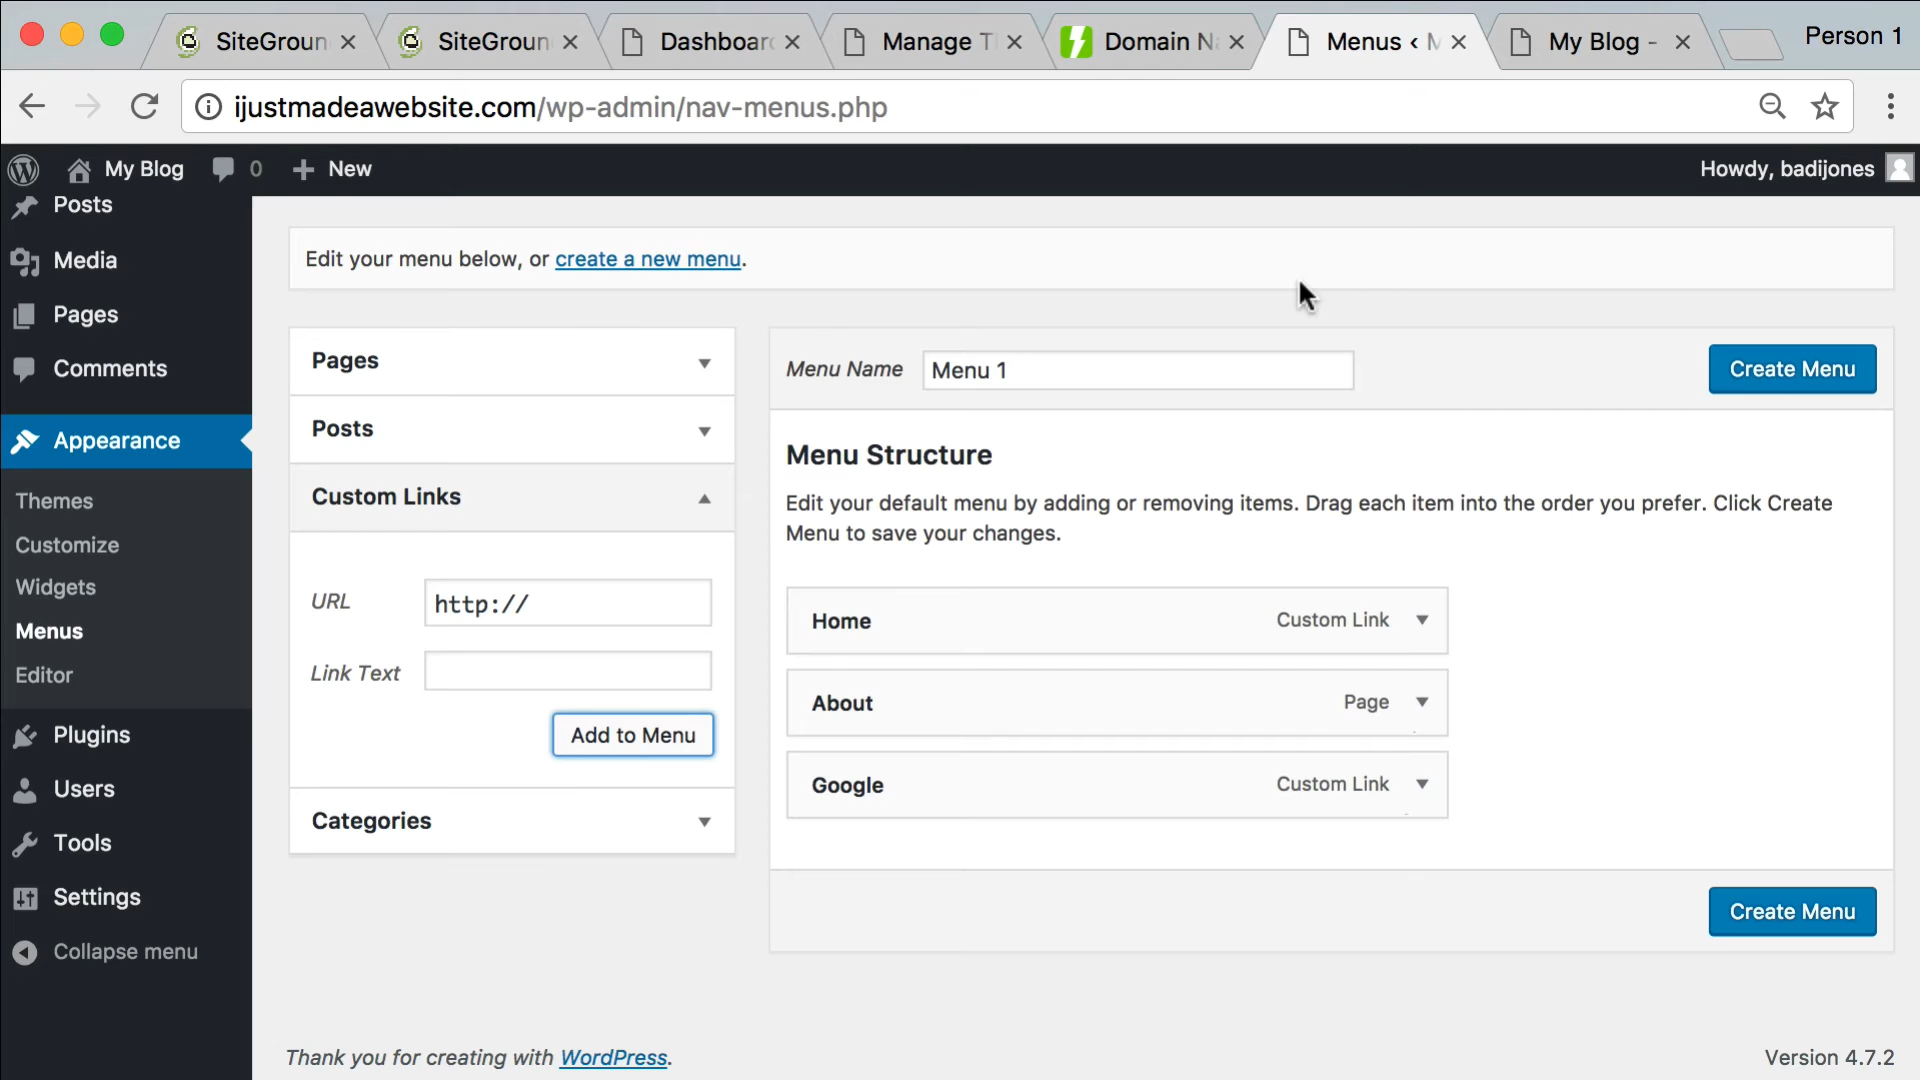 SiteGroun
SiteGroun
Dashboar
Manage T
Domain N
Menus ‹ M
My Blog -
Person 1
ijustmadeawebsite.com/wp-admin/nav-menus.php
My Blog
0
New
Howdy, badijones
Posts
Media
Pages
Comments
Appearance
Themes
Customize
Widgets
Menus
Editor
Plugins
Users
Tools
Settings
Collapse menu
Edit your menu below, or create a new menu.
Pages
Posts
Custom Links
URL
http://
Link Text
Add to Menu
Categories
Menu Name
Menu 1
Create Menu
Menu Structure
Edit your default menu by adding or removing items. Drag each item into the order you prefer. Click Create
Menu to save your changes.
Home
Custom Link
About
Page
Google
Custom Link
Create Menu
Thank you for creating with WordPress.
Version 4.7.2